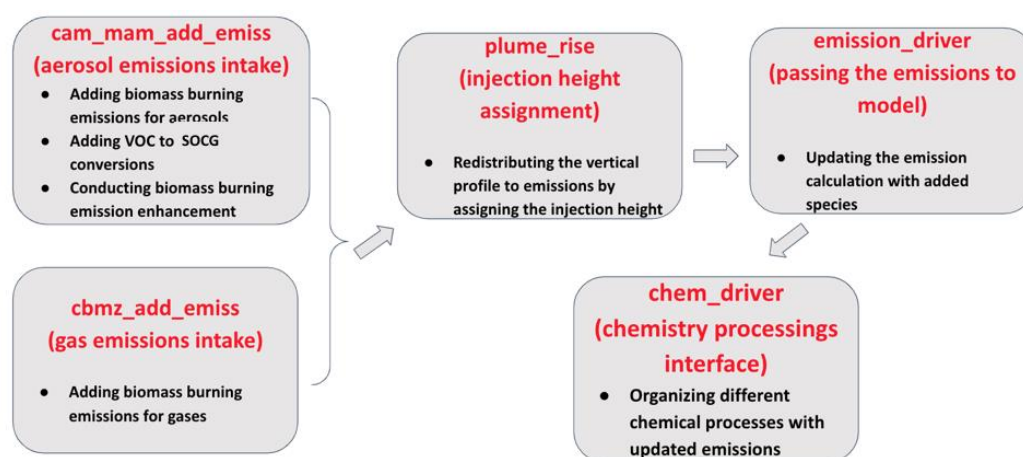 cam_mam_add_emiss
(aerosol emissions intake)
● Adding biomass burning
emissions for aerosols
● Adding VOC to SOCG
conversions
● Conducting biomass burning
emission enhancement
cbmz_add_emiss
(gas emissions intake)
● Adding biomass burning
emissions for gases
plume_rise
(injection height
assignment)
● Redistributing the vertical
profile to emissions by
assigning the injection height
emission_driver
(passing the emissions to
model)
● Updating the emission
calculation with added
species
chem_driver
(chemistry processings
interface)
● Organizing different
chemical processes with
updated emissions